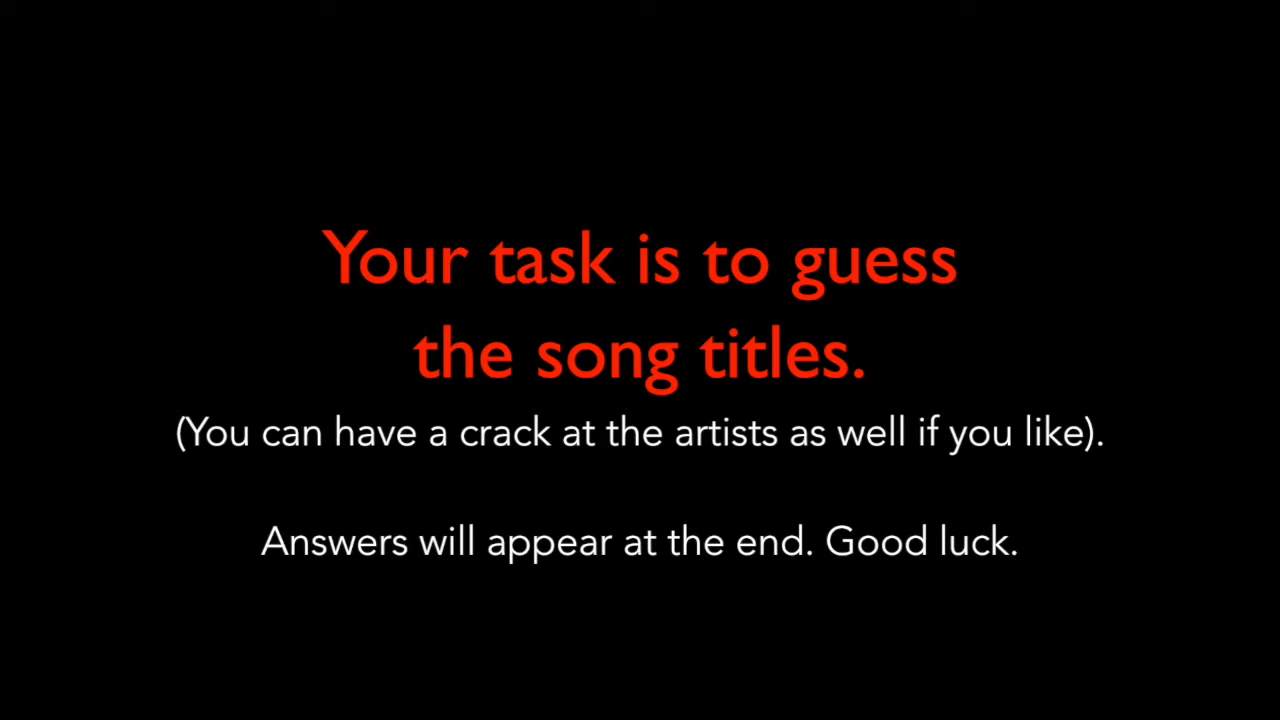 Your task is to guess
the song titles.
(You can have a crack at the artists as well if you like).
Answers will appear at the end. Good luck.